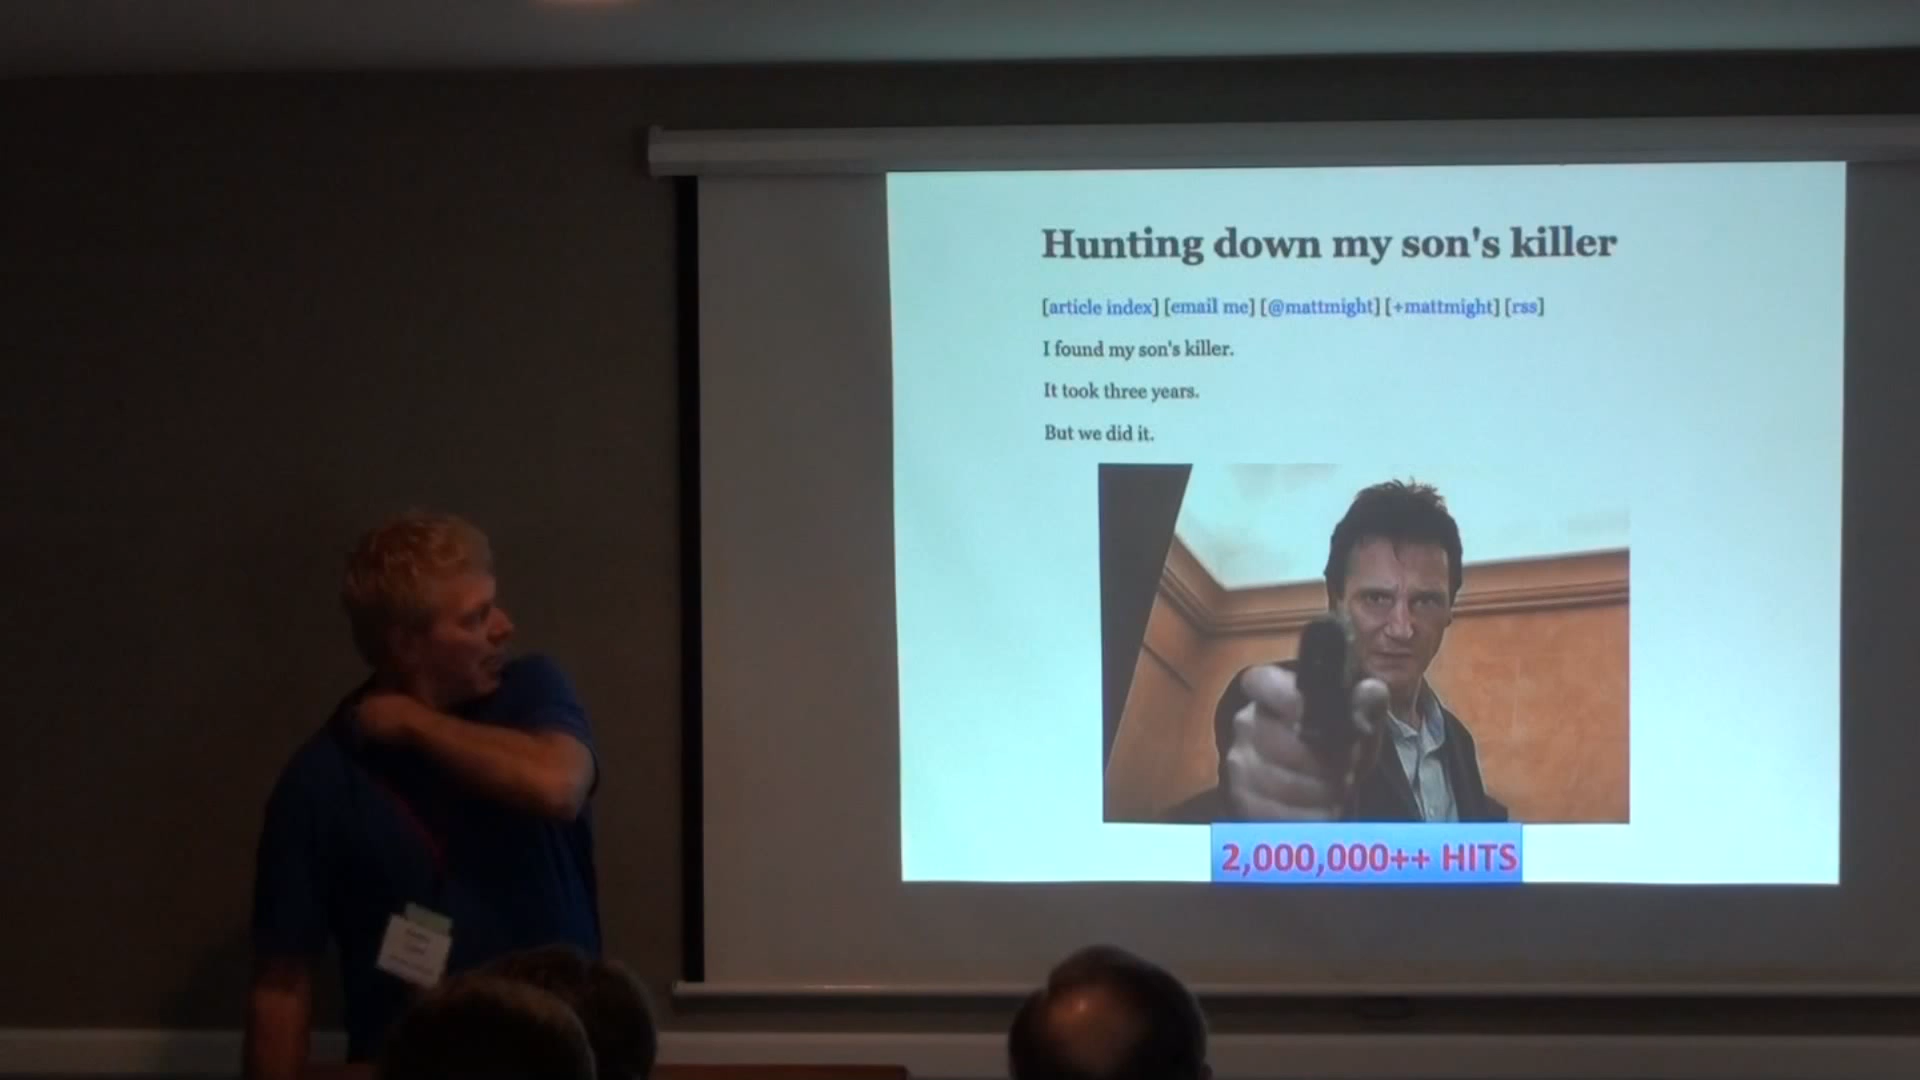 Hunting down my son's killer
[article index] [email me] [@mattmight] [+mattmight] [rss]
I found my son's killer.
It took three years.
But we did it.
2,000,000++ HITS